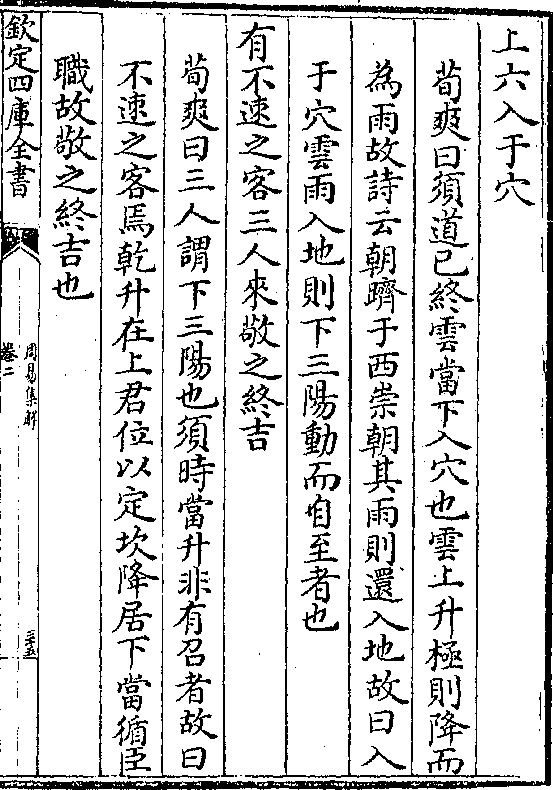 上六入于穴
荀爽曰須道已終雲當下入穴也雲上升極則降而
為雨故詩云朝躋于西崇朝其雨則還入地故曰入
于穴雲雨入地則下三陽動而自至者也
有不速之客三人來敬之終吉
荀爽曰三人謂下三陽也須時當升非有召者故曰
不速之客焉乾升在上君位以定坎降居下當循臣
職故敬之終吉也
欽定四庫全書
周易集解
卷二
三十五